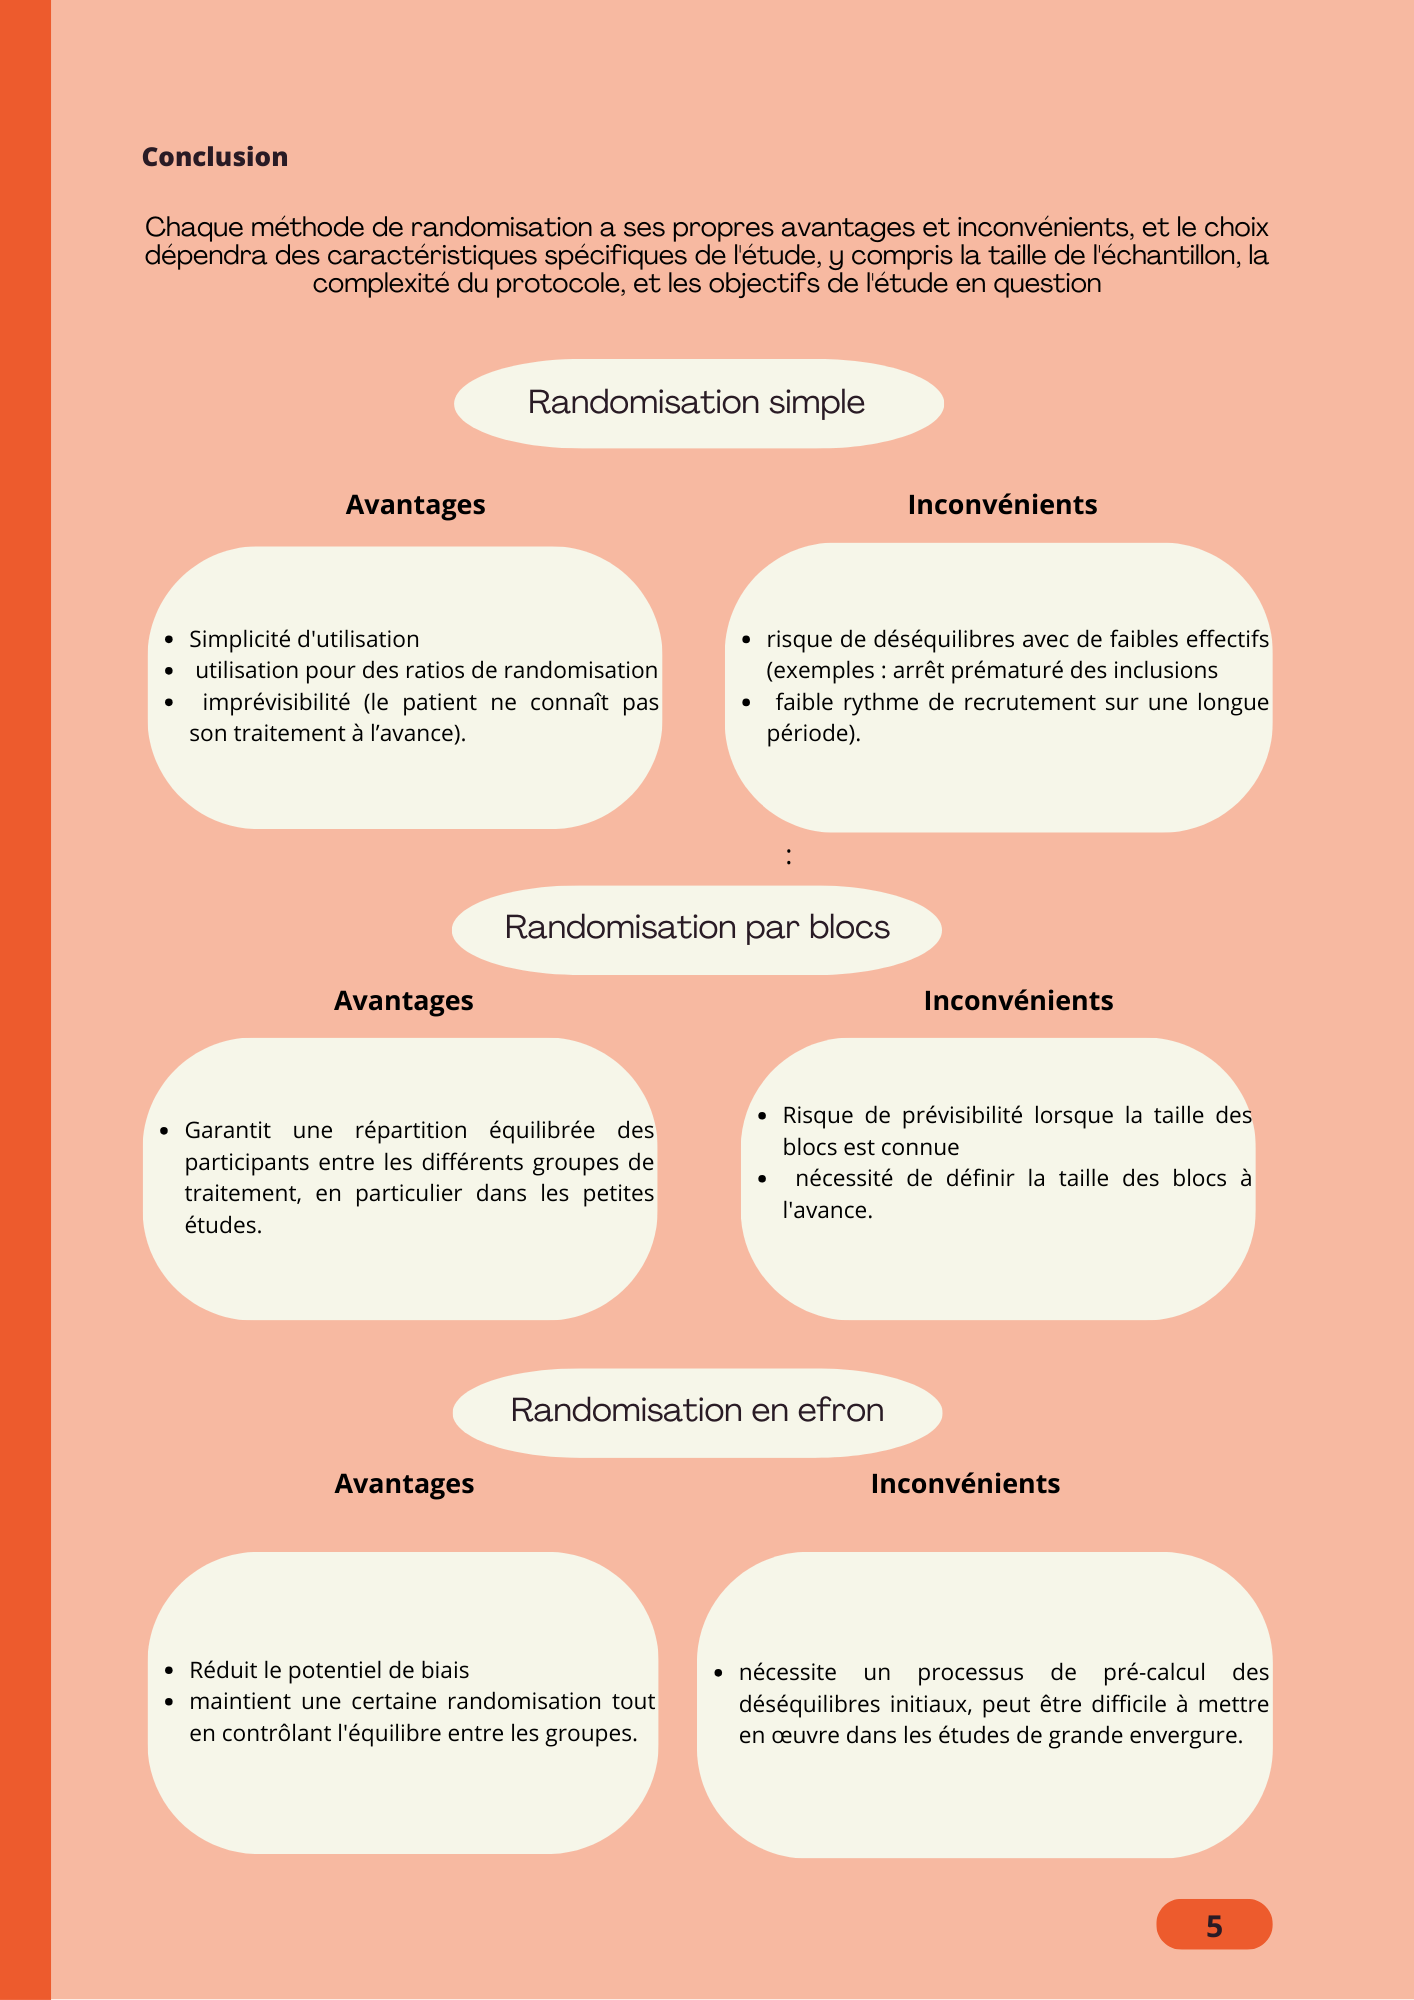 Conclusion
Chaque méthode de randomisation a ses propres avantages et inconvénients, et le choix
dépendra des caractéristiques spécifiques de l'étude, y compris la taille de l'échantillon, la
complexité du protocole, et les objectifs de l'étude en question
Randomisation simple
Avantages
• Simplicité d'utilisation
• utilisation pour des ratios de randomisation
• imprévisibilité (le patient ne connaît pas
son traitement à l’avance).
Inconvénients
• risque de déséquilibres avec de faibles effectifs
(exemples : arrêt prématuré des inclusions
• faible rythme de recrutement sur une longue
période).
:
Randomisation par blocs
Avantages
• Garantit une répartition équilibrée des
participants entre les différents groupes de
traitement, en particulier dans les petites
études.
Inconvénients
• Risque de prévisibilité lorsque la taille des
blocs est connue
• nécessité de définir la taille des blocs à
l'avance.
Randomisation en efron
Avantages
• Réduit le potentiel de biais
• maintient une certaine randomisation tout
en contrôlant l'équilibre entre les groupes.
Inconvénients
• nécessite un processus de pré-calcul des
déséquilibres initiaux, peut être difficile à mettre
en œuvre dans les études de grande envergure.
5